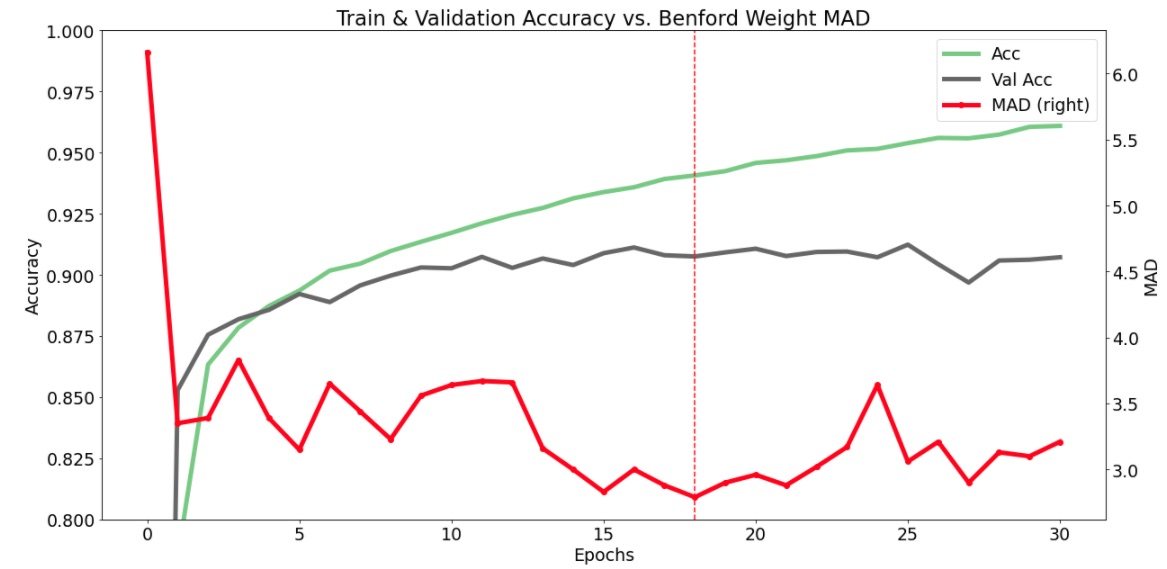 Train & Validation Accuracy vs. Benford Weight MAD
Acc
Val Acc
MAD (right)
1.000
0.975
0.950
0.925
0.900
0.875
0.850
0.825
0.800
Accuracy
6.0
5.5
5.0
4.5
4.0
3.5
3.0
MAD
0 5 10 15 20 25 30
Epochs